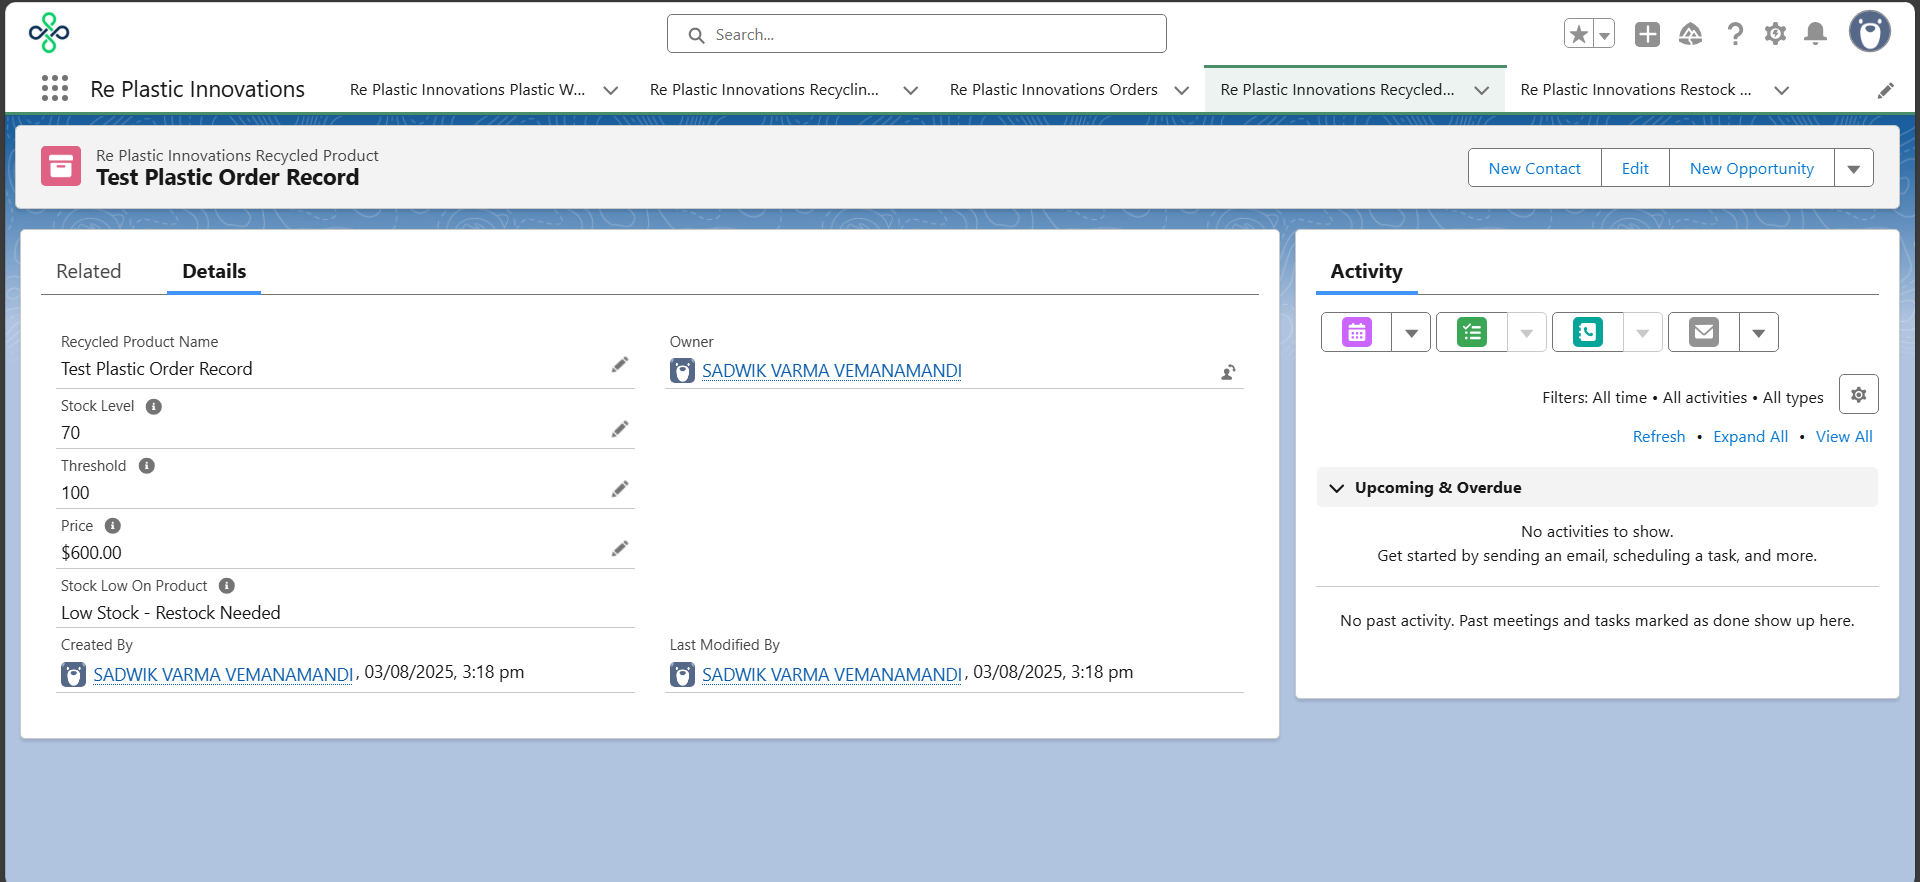 Search...
Re Plastic Innovations
Re Plastic Innovations Plastic W...
Re Plastic Innovations Recyclin...
Re Plastic Innovations Orders
Re Plastic Innovations Recycled...
Re Plastic Innovations Restock ...
Re Plastic Innovations Recycled Product
Test Plastic Order Record
New Contact
Edit
New Opportunity
Related
Details
Recycled Product Name
Test Plastic Order Record
Owner
SADWIK VARMA VEMANAMANDI
Stock Level
70
Threshold
100
Price
$600.00
Stock Low On Product
Low Stock - Restock Needed
Created By
SADWIK VARMA VEMANAMANDI, 03/08/2025, 3:18 pm
Last Modified By
SADWIK VARMA VEMANAMANDI, 03/08/2025, 3:18 pm
Activity
Filters: All time • All activities • All types
Refresh • Expand All • View All
Upcoming & Overdue
No activities to show.
Get started by sending an email, scheduling a task, and more.
No past activity. Past meetings and tasks marked as done show up here.